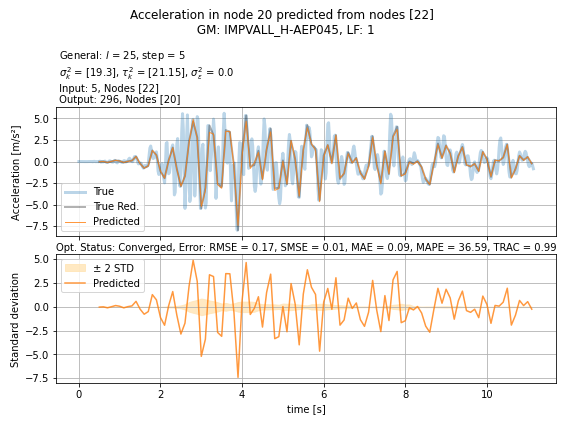 Acceleration in node 20 predicted from nodes [22]
GM: IMPVALL_H-AEP045, LF: 1
General: l = 25, step = 5
σ²ₖ = [19.3], τ²ₖ = [21.15], σ²ε = 0.0
Input: 5, Nodes [22]
Output: 296, Nodes [20]
Acceleration [m/s²]
5.0
2.5
0.0
-2.5
-5.0
-7.5
True
True Red.
Predicted
Opt. Status: Converged, Error: RMSE = 0.17, SMSE = 0.01, MAE = 0.09, MAPE = 36.59, TRAC = 0.99
Standard deviation
5.0
2.5
0.0
-2.5
-5.0
-7.5
± 2 STD
Predicted
0 2 4 6 8 10
time [s]